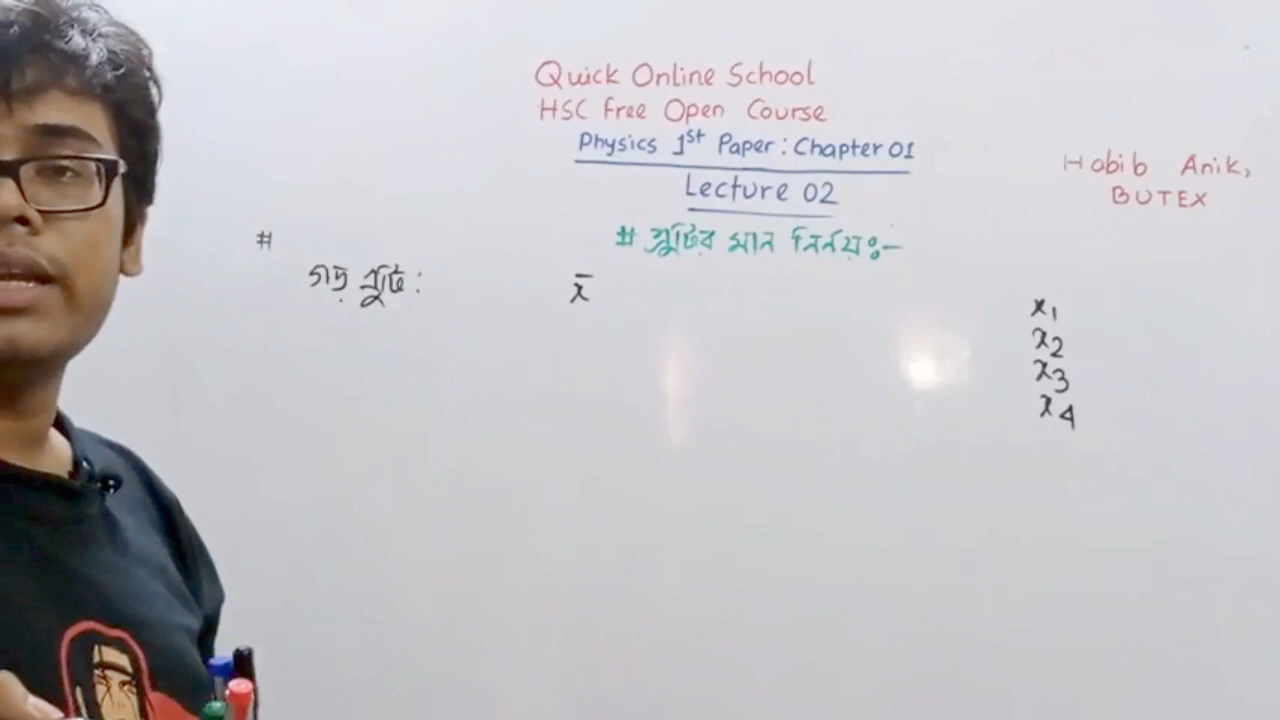 Quick Online School
HSC Free Open Course
Physics 1st Paper: Chapter 01
Lecture 02
Habib Anik,
BUTEX
# ত্রুটির মান নির্নয়ঃ-
#
গড় ত্রুটি :
x̄
x₁
x₂
x₃
x₄